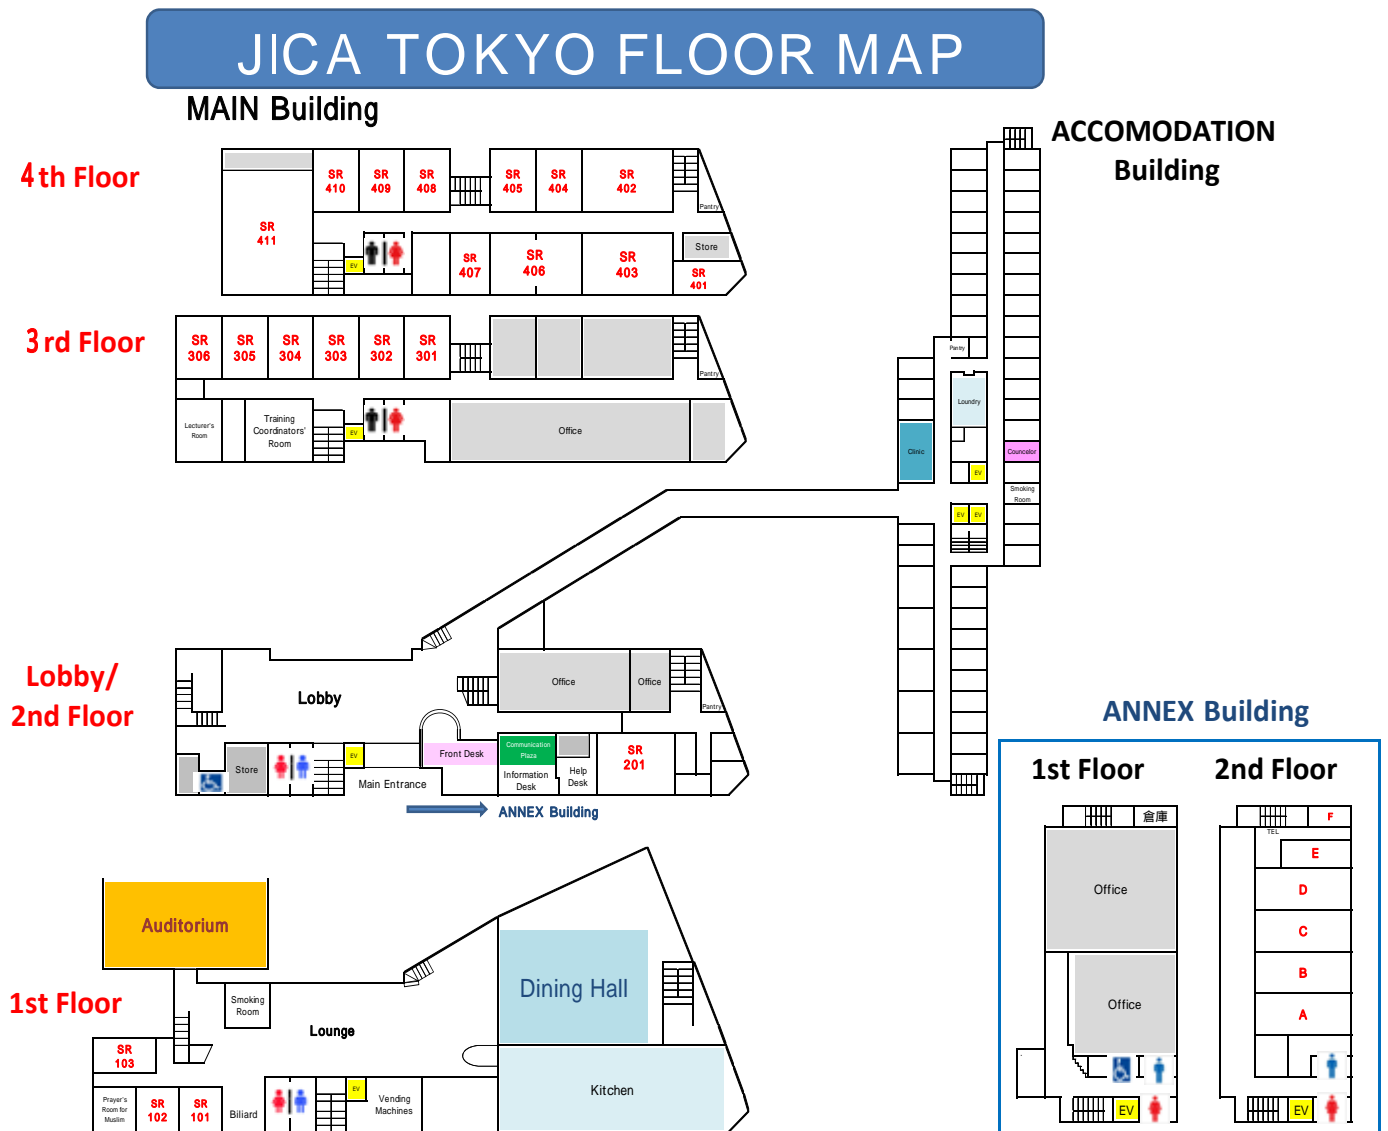 JICA TOKYO FLOOR MAP
MAIN Building
ACCOMODATION
Building
4th Floor
SR
410
SR
409
SR
408
SR
405
SR
404
SR
402
Pantry
SR
411
EV
SR
407
SR
406
SR
403
Store
SR
401
3rd Floor
SR
306
SR
305
SR
304
SR
303
SR
302
SR
301
Pantry
Lecturer's
Room
Training
Coordinators'
Room
EV
Office
Pantry
Loundry
Clinic
Councelor
EV
Smoking
Room
EV
EV
Lobby/
2nd Floor
Lobby
Office
Office
Pantry
Store
EV
Main Entrance
Front Desk
Communication
Plaza
Information
Desk
Help
Desk
SR
201
ANNEX Building
1st Floor
Auditorium
Smoking
Room
Lounge
Dining Hall
Kitchen
SR
103
Prayer's
Room for
Muslim
SR
102
SR
101
Biliard
EV
Vending
Machines
ANNEX Building
1st Floor
2nd Floor
倉庫
Office
Office
EV
F
TEL
E
D
C
B
A
EV